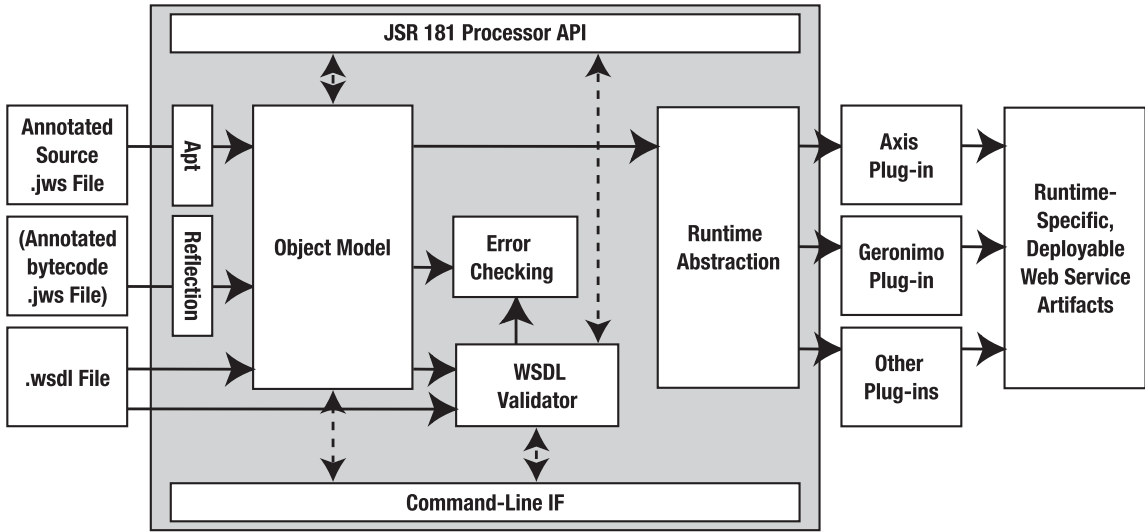 JSR 181 Processor API
Annotated
Source
.jws File
Apt
(Annotated
bytecode
.jws File)
Reflection
.wsdl File
Object Model
Error
Checking
WSDL
Validator
Runtime
Abstraction
Axis
Plug-in
Geronimo
Plug-in
Other
Plug-ins
Runtime-
Specific,
Deployable
Web Service
Artifacts
Command-Line IF